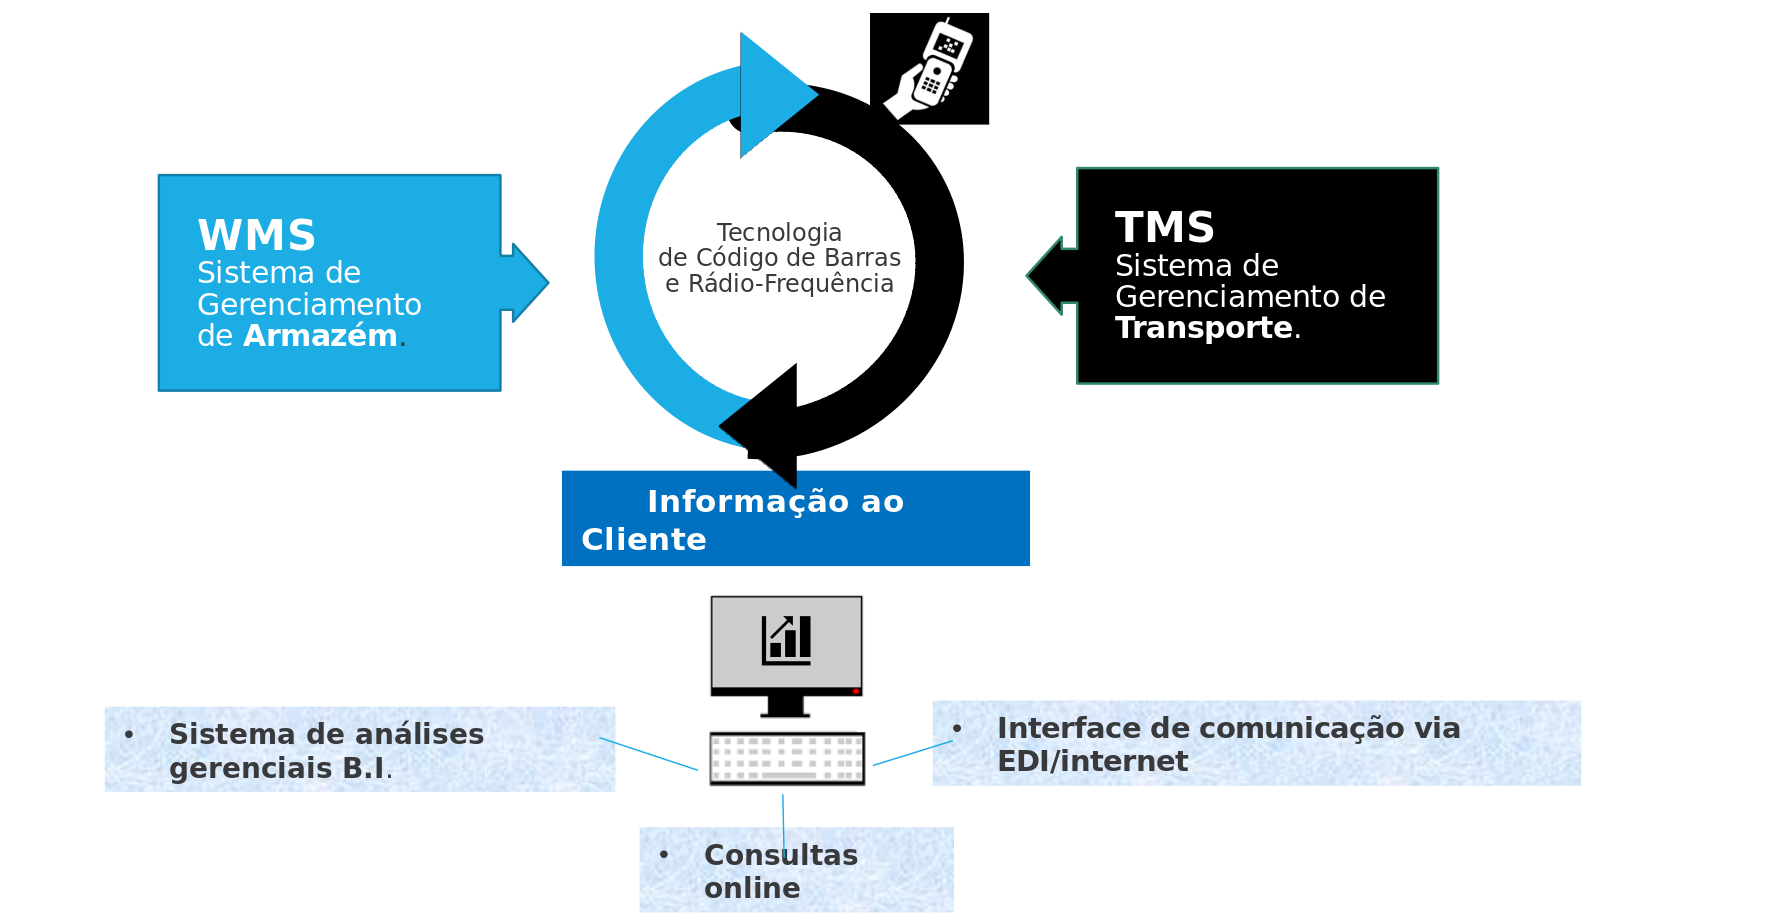 WMS
Sistema de
Gerenciamento
de Armazém.
Tecnologia
de Código de Barras
e Rádio-Frequência
TMS
Sistema de
Gerenciamento de
Transporte.
Informação ao
Cliente
• Sistema de análises
gerenciais B.I.
• Interface de comunicação via
EDI/internet
• Consultas
online